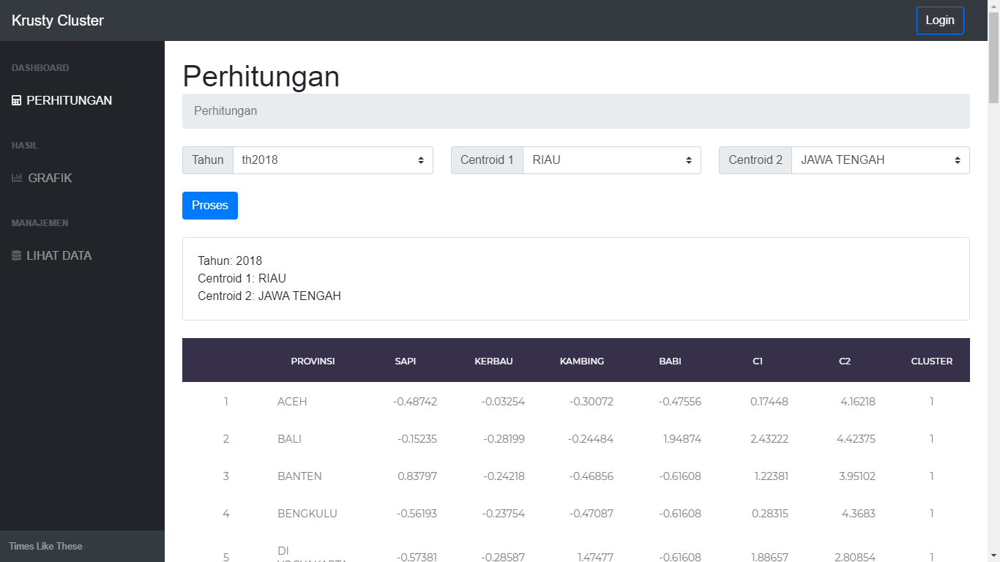 Krusty Cluster
Login
DASHBOARD
PERHITUNGAN
HASIL
GRAFIK
MANAJEMEN
LIHAT DATA
Times Like These
Perhitungan
Perhitungan
Tahun th2018 Centroid 1 RIAU Centroid 2 JAWA TENGAH
Proses
Tahun: 2018
Centroid 1: RIAU
Centroid 2: JAWA TENGAH
PROVINSI SAPI KERBAU KAMBING BABI C1 C2 CLUSTER
1 ACEH -0.48742 -0.03254 -0.30072 -0.47556 0.17448 4.16218 1
2 BALI -0.15235 -0.28199 -0.24484 1.94874 2.43222 4.42375 1
3 BANTEN 0.83797 -0.24218 -0.46856 -0.61608 1.22381 3.95102 1
4 BENGKULU -0.56193 -0.23754 -0.47087 -0.61608 0.28315 4.3683 1
5 DI -0.57381 -0.28587 1.47477 -0.61608 1.88657 2.80854 1
YOGYAKARTA